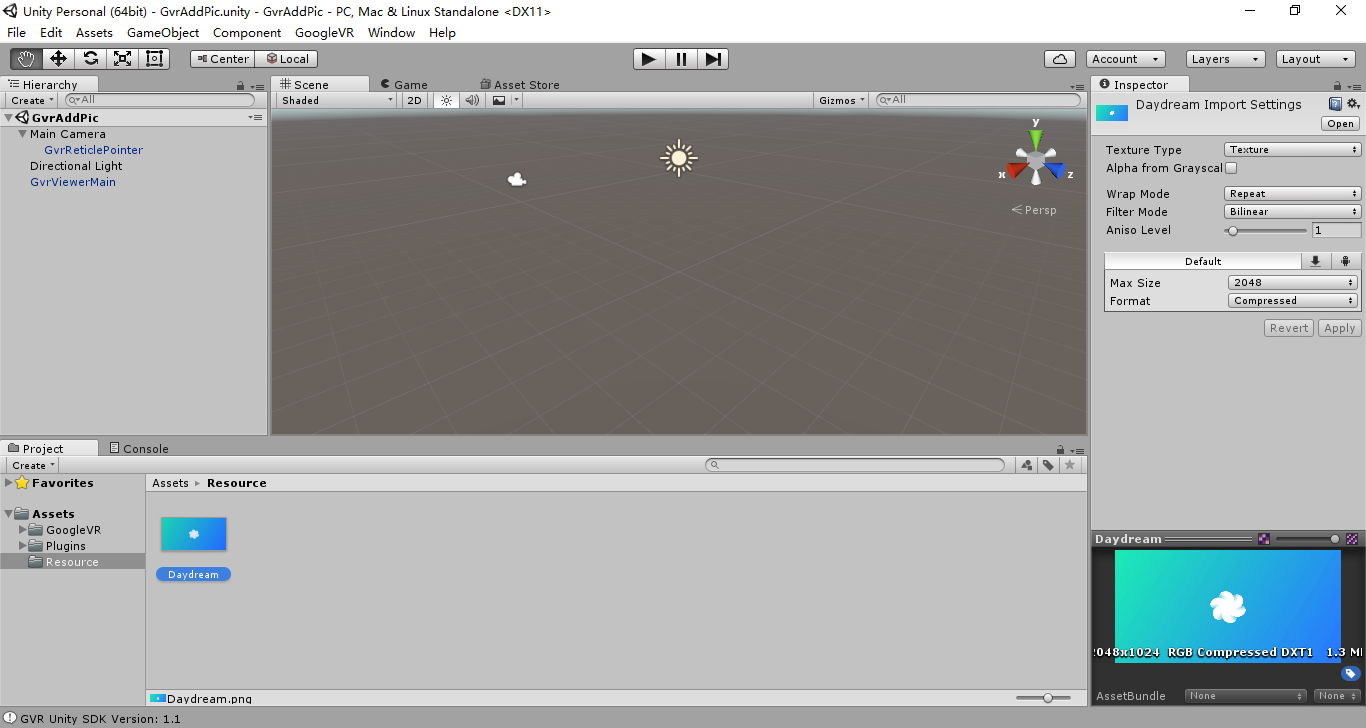 Unity Personal (64bit) - GvrAddPic.unity - GvrAddPic - PC, Mac & Linux Standalone <DX11>
File Edit Assets GameObject Component GoogleVR Window Help
Center Local Account Layers Layout
Hierarchy
Create All
GvrAddPic
Main Camera
GvrReticlePointer
Directional Light
GvrViewerMain
Scene Game Asset Store
Shaded 2D Gizmos All
y
x
z
Persp
Inspector
Daydream Import Settings
Open
Texture Type Texture
Alpha from Grayscal
Wrap Mode Repeat
Filter Mode Bilinear
Aniso Level 1
Default
Max Size 2048
Format Compressed
Revert Apply
Project Console
Create
Favorites
Assets
GoogleVR
Plugins
Resource
Assets Resource
Daydream
Daydream.png
Daydream
2048x1024 RGB Compressed DXT1 1.3 M
AssetBundle None None
GVR Unity SDK Version: 1.1